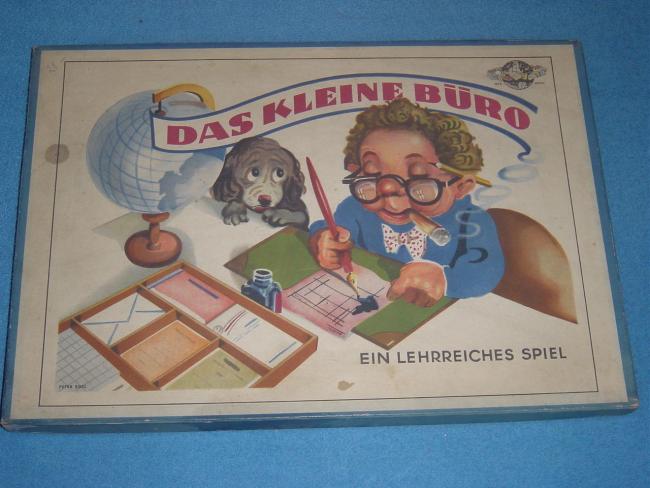 DAS KLEINE BÜRO
EIN LEHRREICHES SPIEL